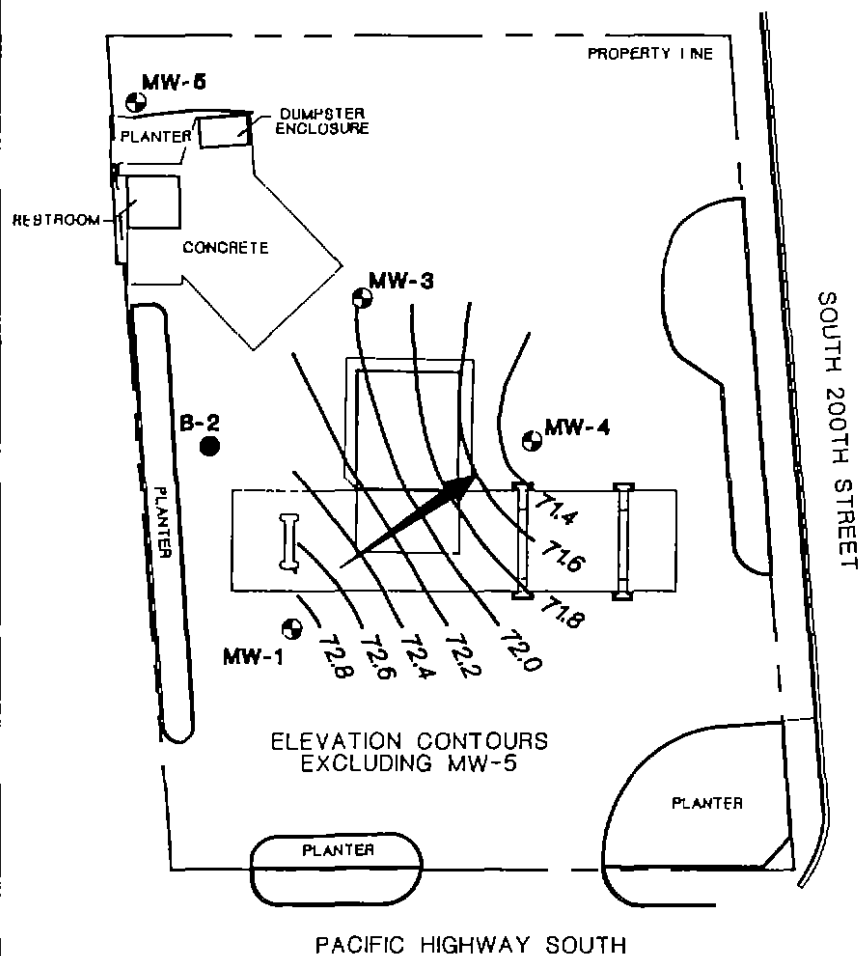 PROPERTY LINE
MW-5
DUMPSTER
ENCLOSURE
PLANTER
RESTROOM
CONCRETE
MW-3
SOUTH 200TH STREET
B-2
MW-4
PLANTER
71.4
71.6
71.8
MW-1
72.8
72.6
72.4
72.2
72.0
ELEVATION CONTOURS
EXCLUDING MW-5
PLANTER
PLANTER
PACIFIC HIGHWAY SOUTH